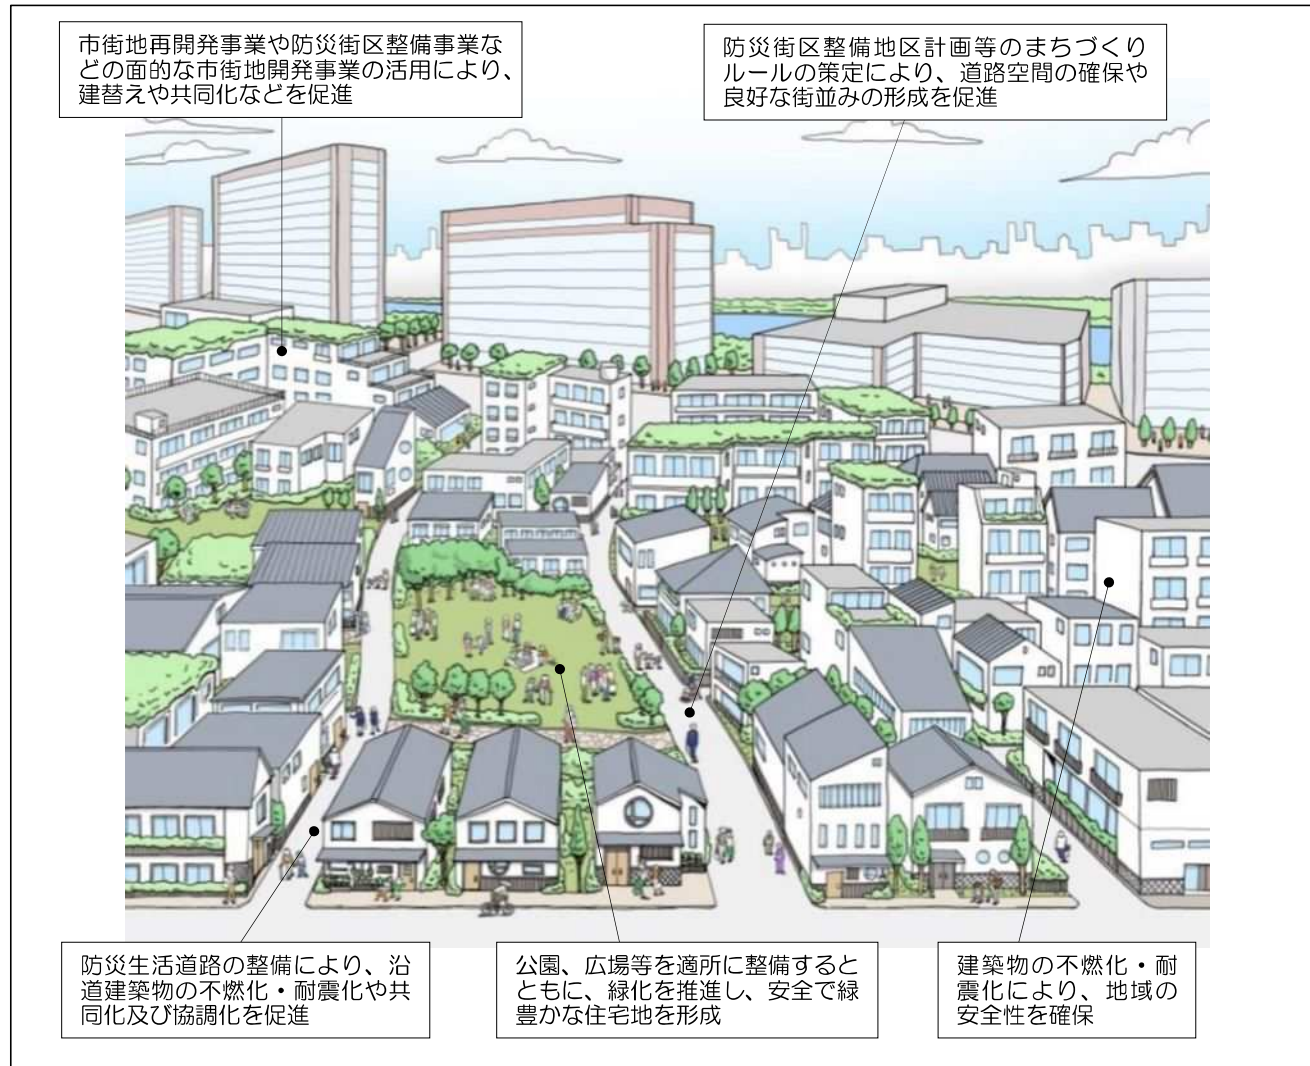 市街地再開発事業や防災街区整備事業な
どの面的な市街地開発事業の活用により、
建替えや共同化などを促進
防災街区整備地区計画等のまちづくり
ルールの策定により、道路空間の確保や
良好な街並みの形成を促進
防災生活道路の整備により、沿
道建築物の不燃化・耐震化や共
同化及び協調化を促進
公園、広場等を適所に整備すると
ともに、緑化を推進し、安全で緑
豊かな住宅地を形成
建築物の不燃化・耐
震化により、地域の
安全性を確保